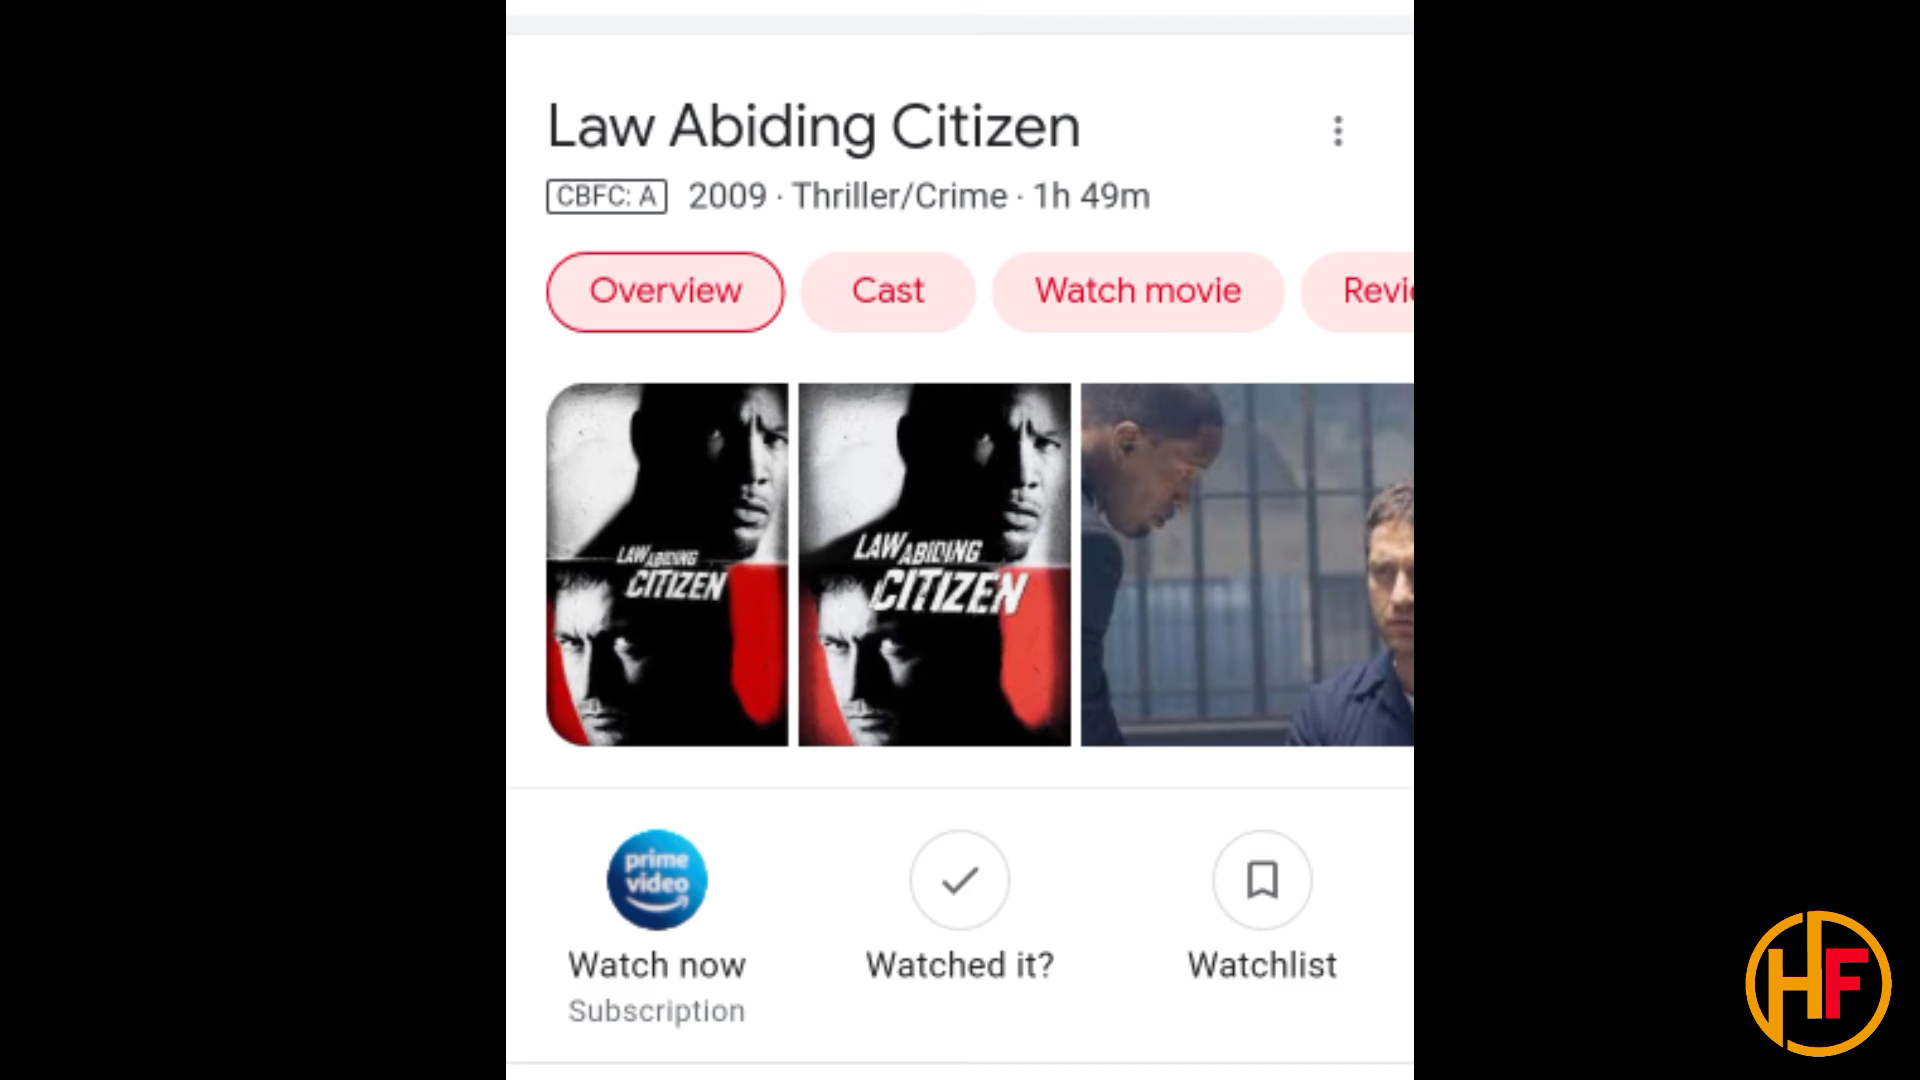 Law Abiding Citizen
CBFC: A 2009 · Thriller/Crime · 1h 49m
Overview Cast Watch movie Revie
LAW ABIDING
CITIZEN
LAW ABIDING
CITIZEN
prime
video
Watch now
Subscription
Watched it?
Watchlist
HF